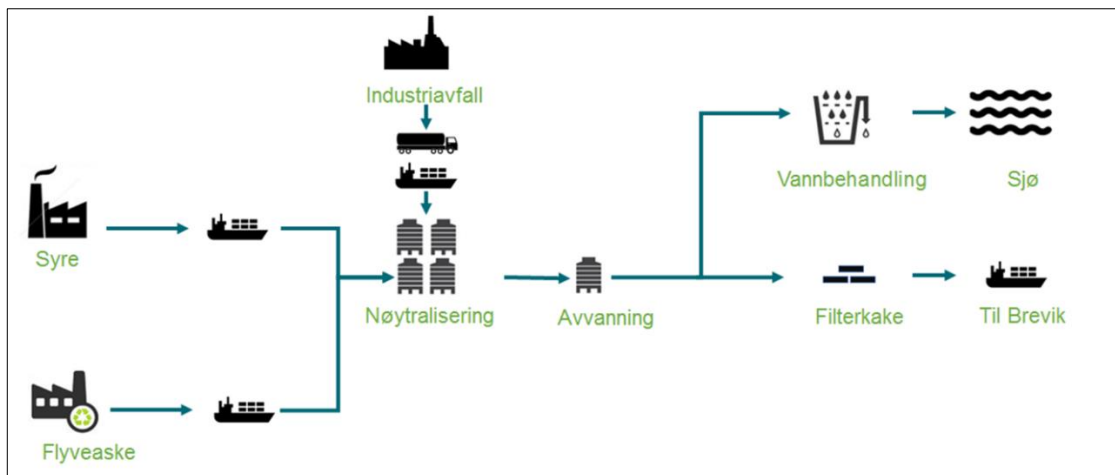 Industriavfall
Vannbehandling
Sjø
Syre
Nøytralisering
Avvanning
Filterkake
Til Brevik
Flyveaske